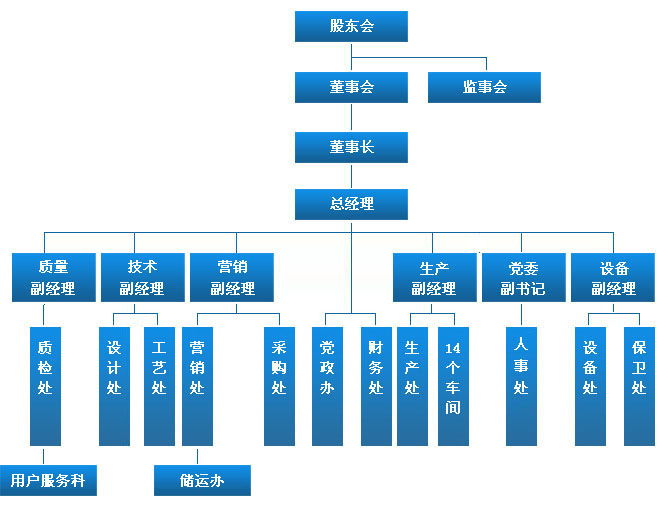 股东会
董事会
监事会
董事长
总经理
质量
副经理
技术
副经理
营销
副经理
生产
副经理
党委
副书记
设备
副经理
质检处
设计处
工艺处
营销处
采购处
党政办
财务处
生产处
14个车间
人事处
设备处
保卫处
用户服务科
储运办